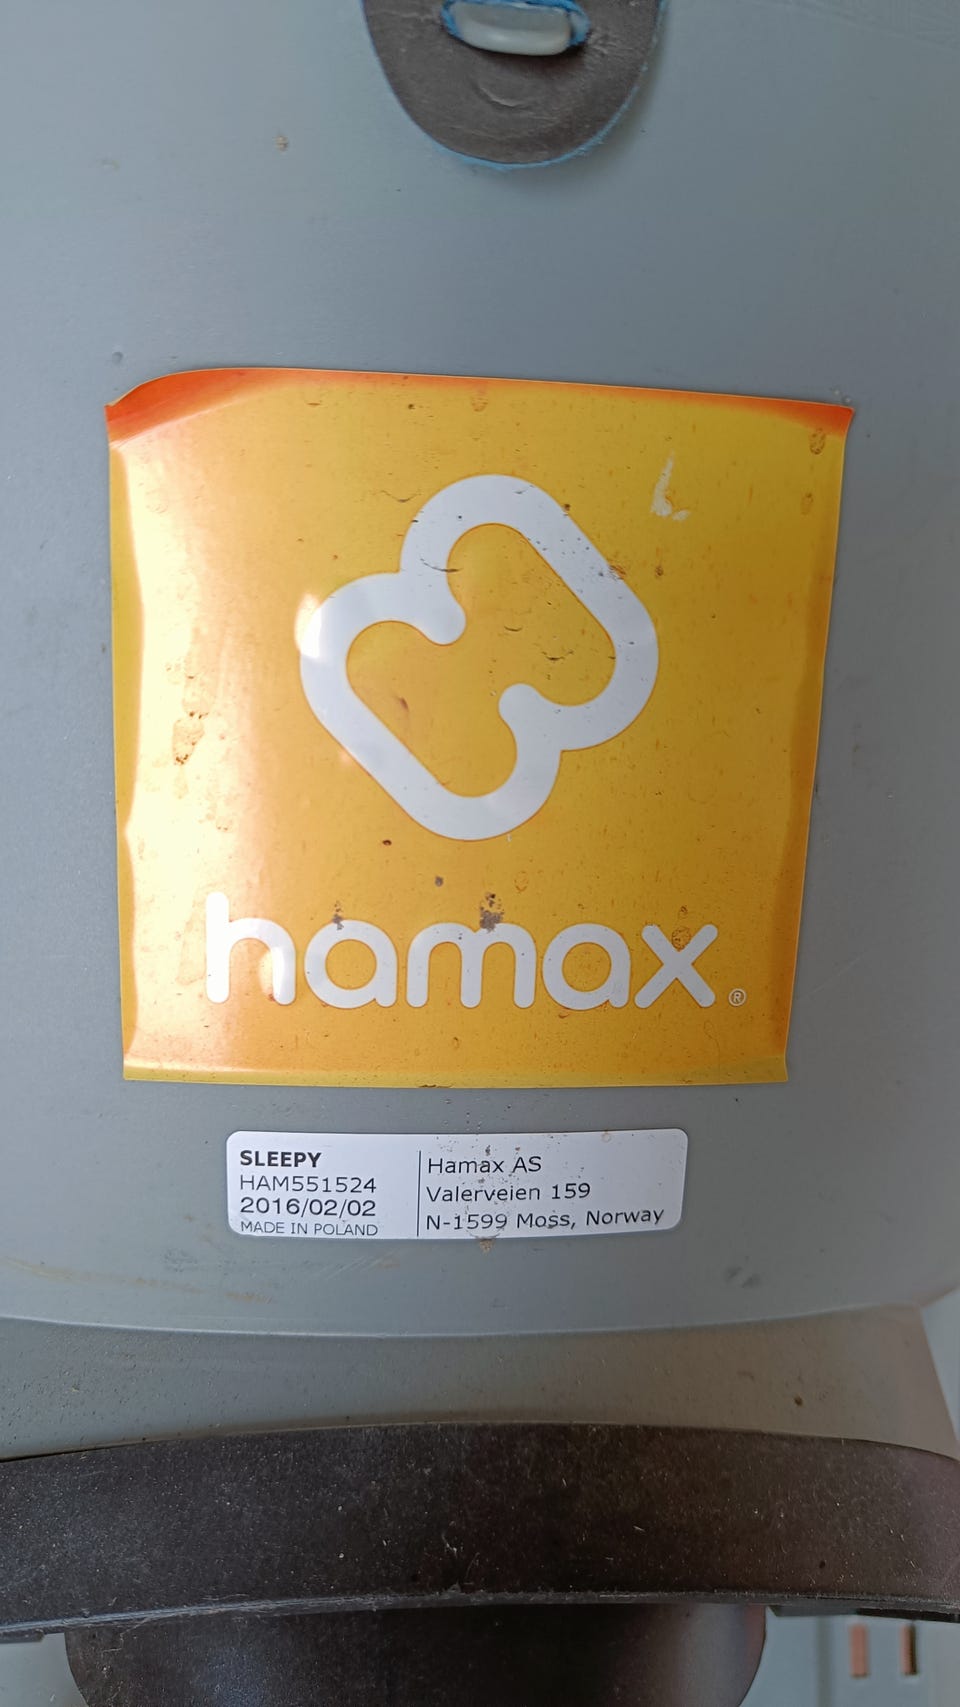 hamax®
SLEEPY
HAM551524
2016/02/02
MADE IN POLAND
Hamax AS
Valerveien 159
N-1599 Moss, Norway